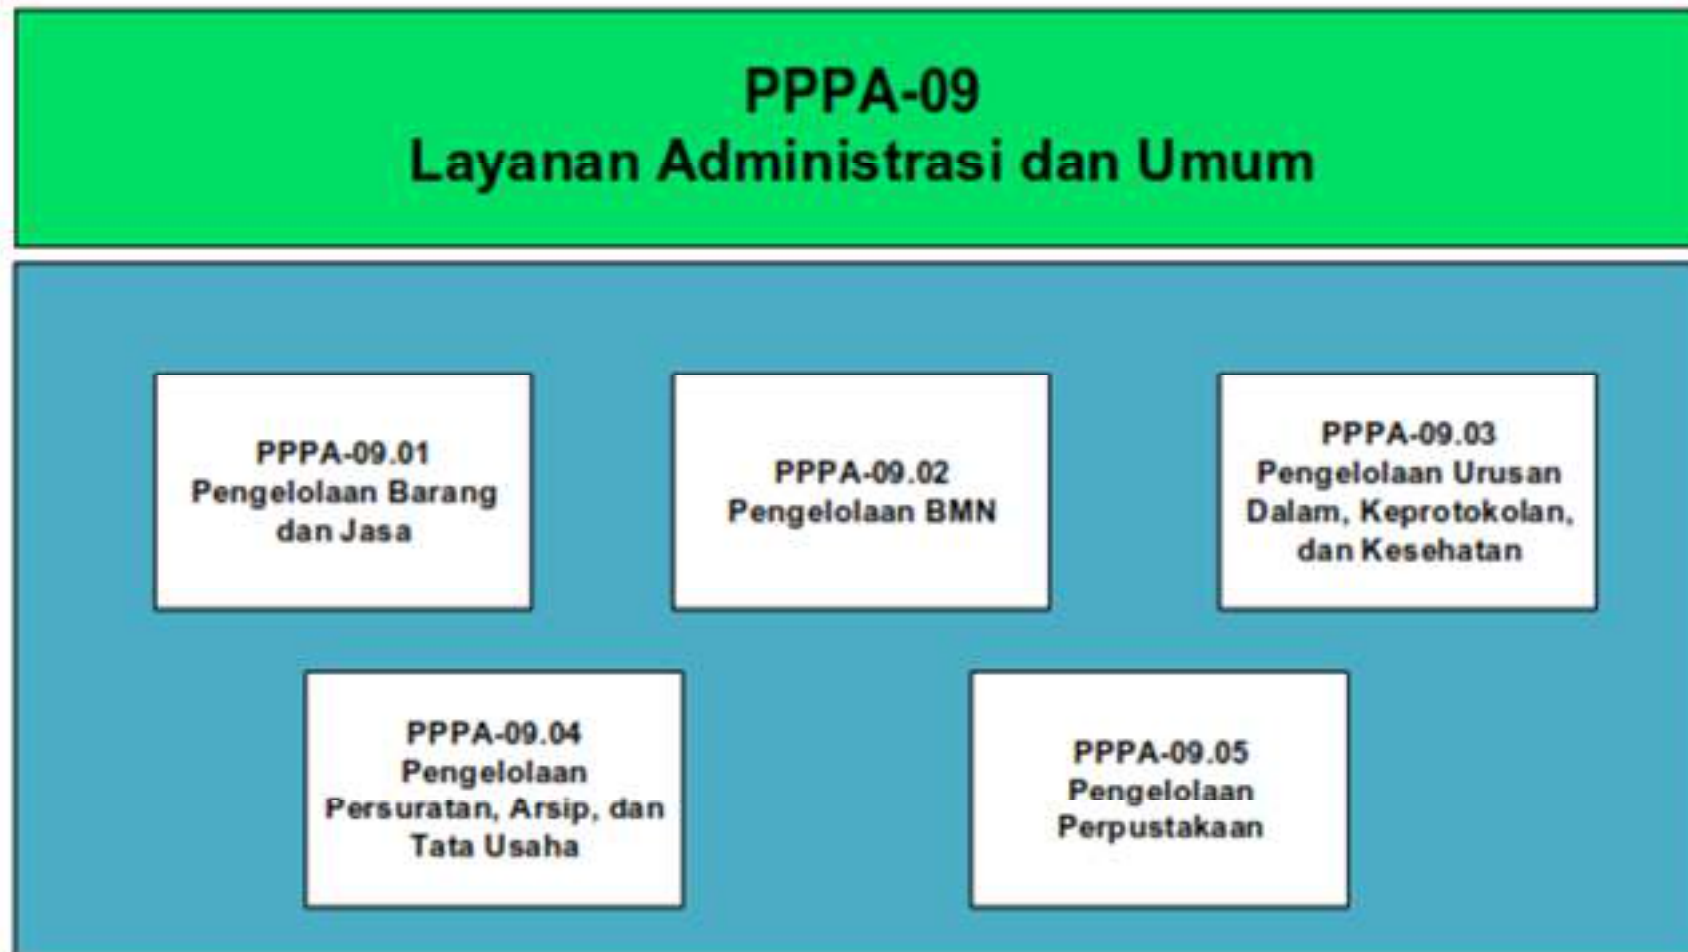 PPPA-09
Layanan Administrasi dan Umum
PPPA-09.01
Pengelolaan Barang
dan Jasa
PPPA-09.02
Pengelolaan BMN
PPPA-09.03
Pengelolaan Urusan
Dalam, Keprotokolan,
dan Kesehatan
PPPA-09.04
Pengelolaan
Persuratan, Arsip, dan
Tata Usaha
PPPA-09.05
Pengelolaan
Perpustakaan